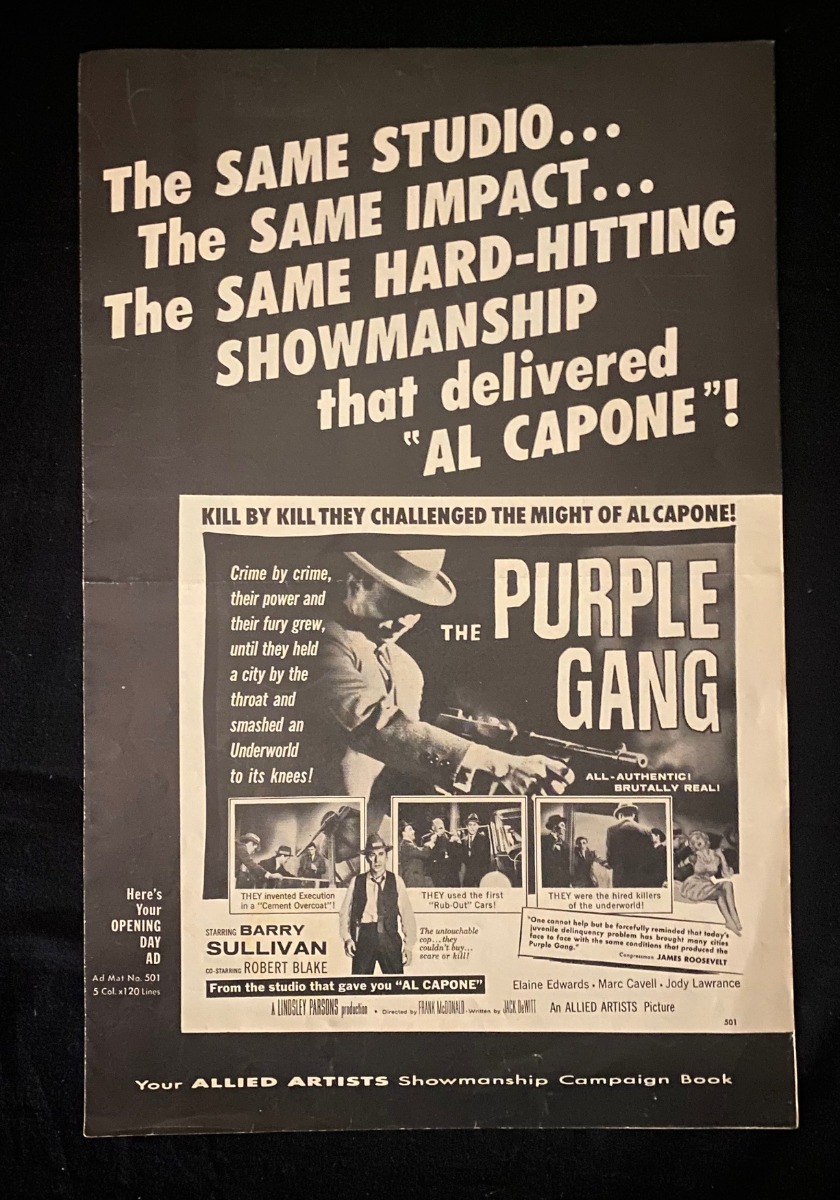 The SAME STUDIO...
The SAME IMPACT...
The SAME HARD-HITTING
SHOWMANSHIP
that delivered
"AL CAPONE"!
KILL BY KILL THEY CHALLENGED THE MIGHT OF AL CAPONE!
Crime by crime,
their power and
their fury grew,
until they held
a city by the
throat and
smashed an
Underworld
to its knees!
THE PURPLE
GANG
ALL-AUTHENTIC!
BRUTALLY REAL!
THEY invented Execution
in a "Cement Overcoat"!
THEY used the first
"Rub-Out" Cars!
THEY were the hired killers
of the underworld!
Here's
Your
OPENING
DAY
AD
Ad Mat No. 501
5 Col. x120 Lines
STARRING BARRY
SULLIVAN
CO-STARRING ROBERT BLAKE
The untouchable
cop...they
couldn't buy...
scare or kill!
"One cannot help but be forcefully reminded that today's
juvenile delinquency problem has brought many cities
face to face with the same conditions that produced the
Purple Gang."
Congressman JAMES ROOSEVELT
From the studio that gave you "AL CAPONE"
Elaine Edwards • Marc Cavell • Jody Lawrance
A LINDSLEY PARSONS production • Directed by FRANK McDONALD • Written by JACK DeWITT An ALLIED ARTISTS Picture
501
Your ALLIED ARTISTS Showmanship Campaign Book